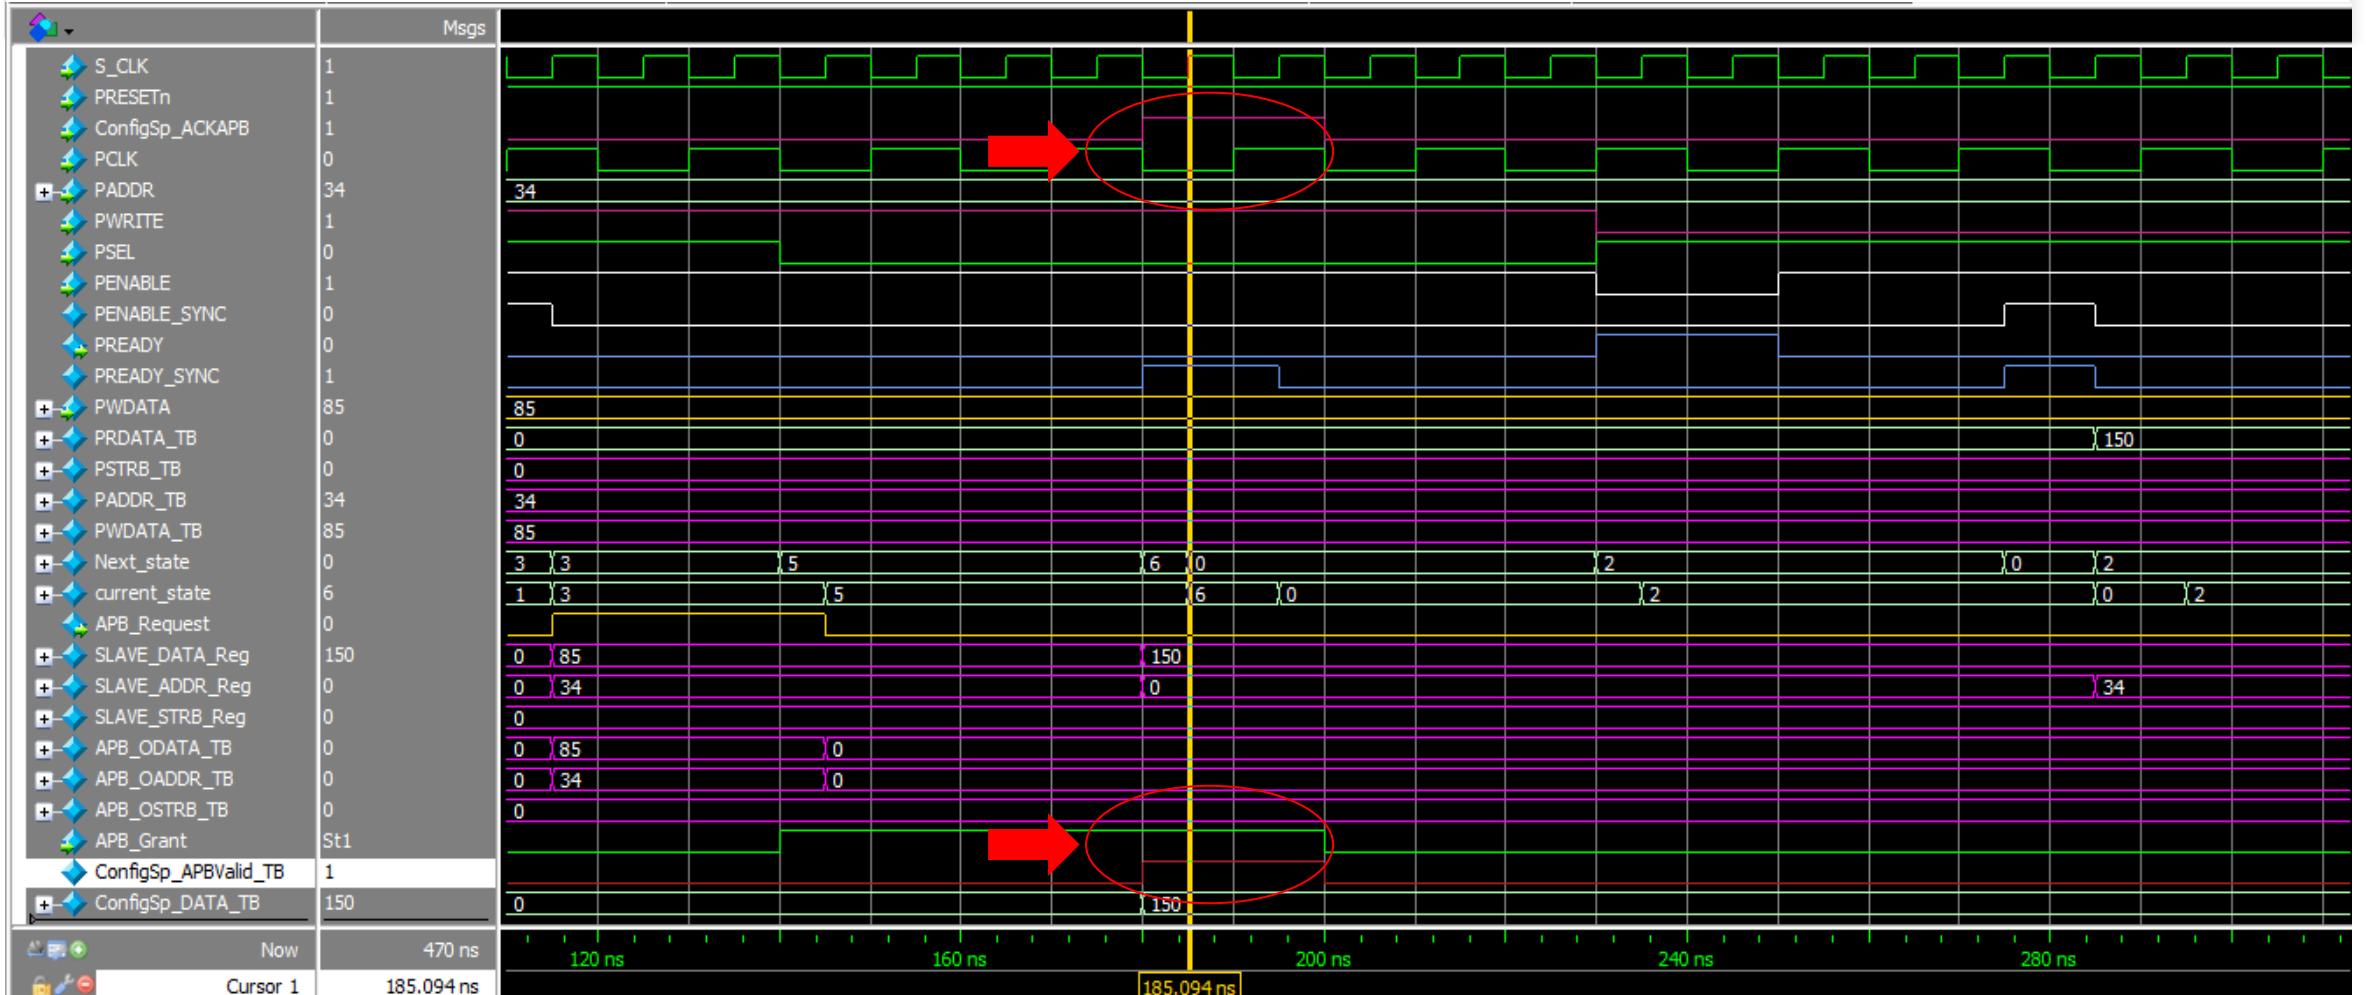 Msgs
S_CLK 1
PRESETn 1
ConfigSp_ACKAPB 1
PCLK 0
PADDR 34 34
PWRITE 1
PSEL 0
PENABLE 1
PENABLE_SYNC 0
PREADY 0
PREADY_SYNC 1
PWDATA 85 85
PRDATA_TB 0 0 150
PSTRB_TB 0 0
PADDR_TB 34 34
PWDATA_TB 85 85
Next_state 0 3 3 5 6 0 2 0 2
current_state 6 1 3 5 6 0 2 0 2
APB_Request 0
SLAVE_DATA_Reg 150 0 85 150
SLAVE_ADDR_Reg 0 0 34 0 34
SLAVE_STRB_Reg 0 0
APB_ODATA_TB 0 0 85 0
APB_OADDR_TB 0 0 34 0
APB_OSTRB_TB 0 0
APB_Grant St1
ConfigSp_APBValid_TB 1
ConfigSp_DATA_TB 150 0 150
Now 470 ns 120 ns 160 ns 200 ns 240 ns 280 ns
Cursor 1 185.094 ns 185.094 ns